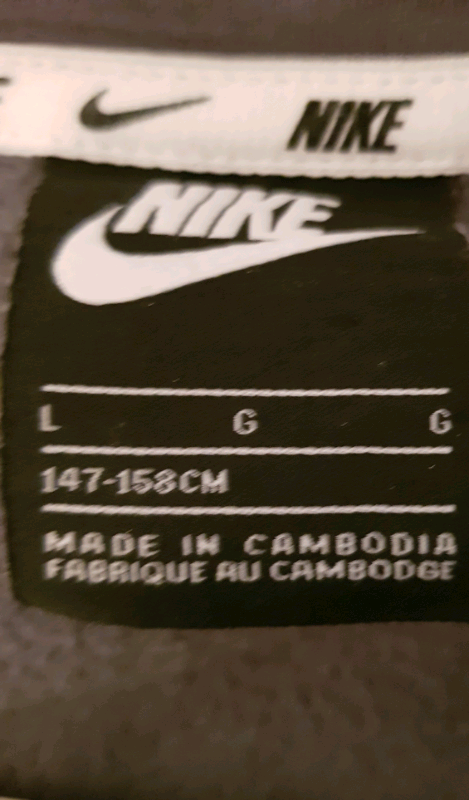 NIKE
NIKE
L G G
147-158CM
MADE IN CAMBODIA
FABRIQUE AU CAMBODGE